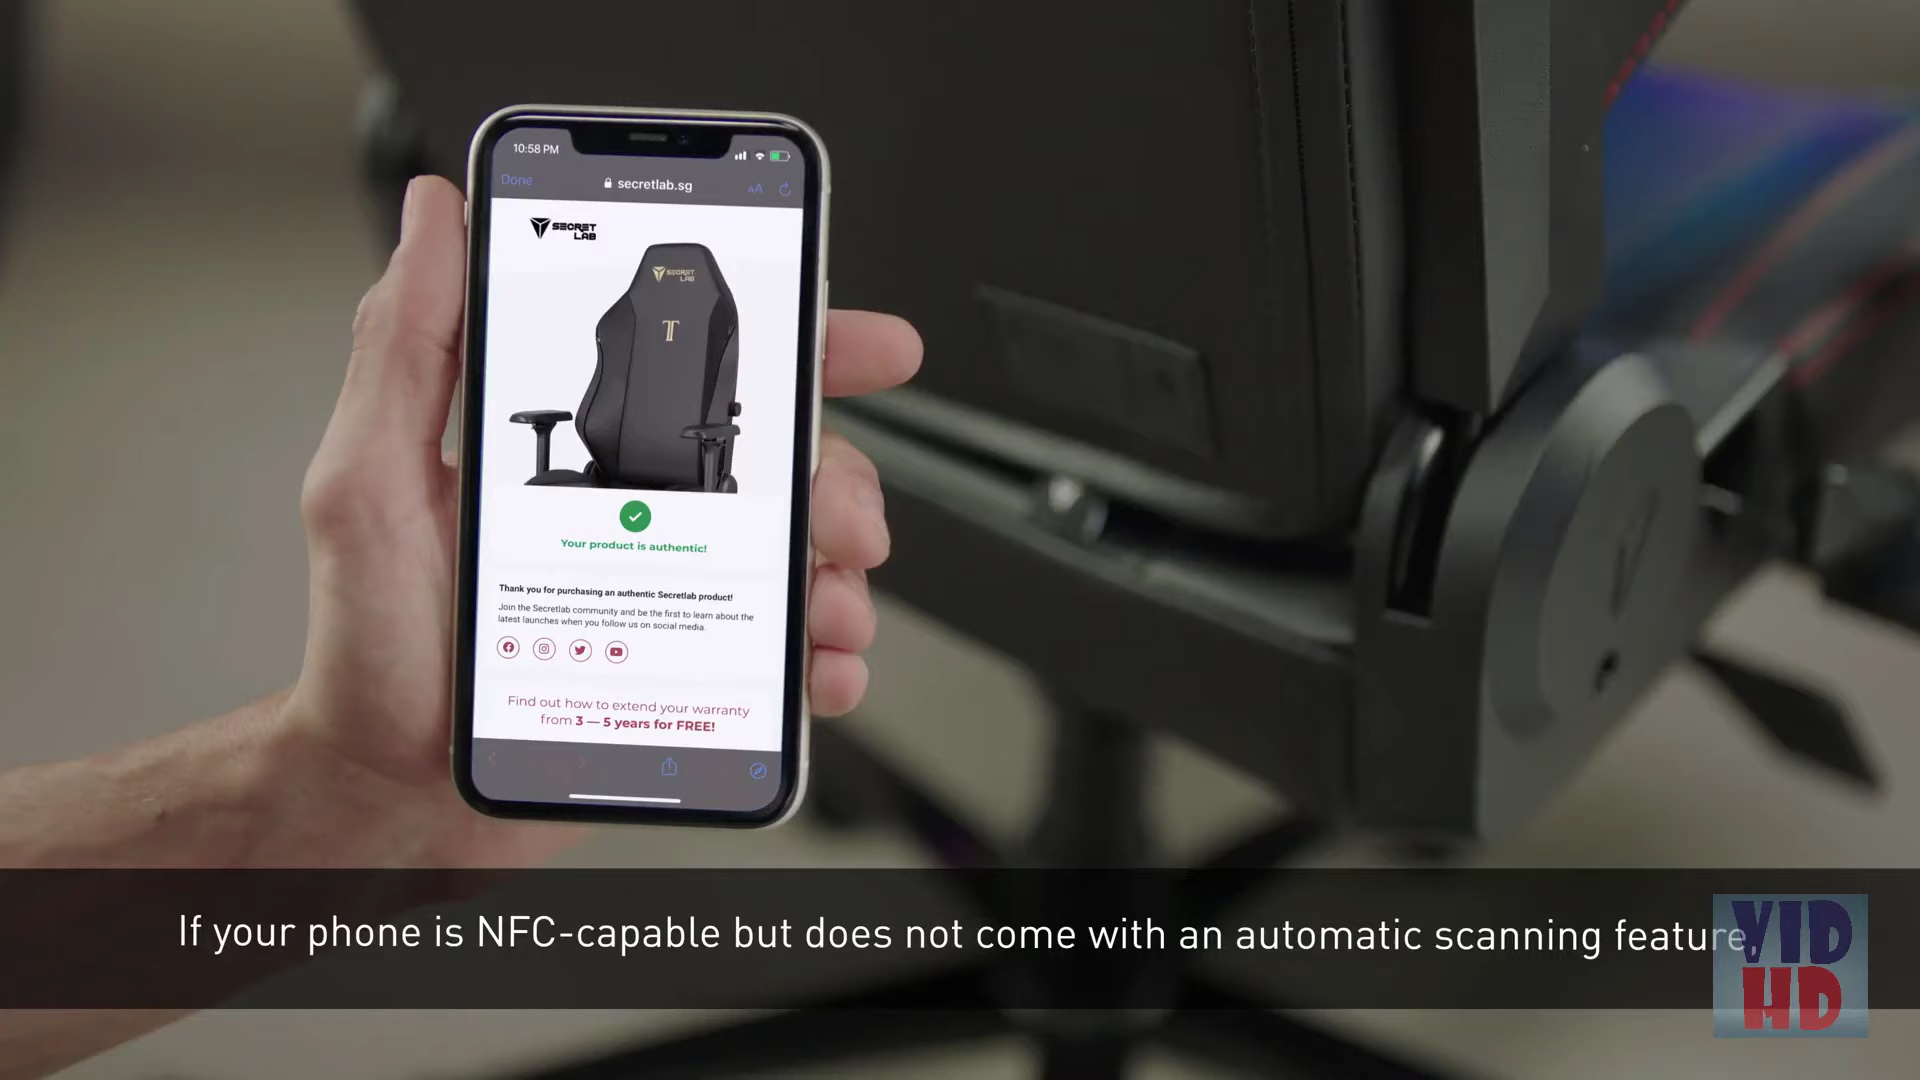 10:58 PM
Done
secretlab.sg
AA
SECRET
LAB
SECRET
LAB
T
Your product is authentic!
Thank you for purchasing an authentic Secretlab product!
Join the Secretlab community and be the first to learn about the
latest launches when you follow us on social media.
Find out how to extend your warranty
from 3 — 5 years for FREE!
If your phone is NFC-capable but does not come with an automatic scanning feature,
VID
HD